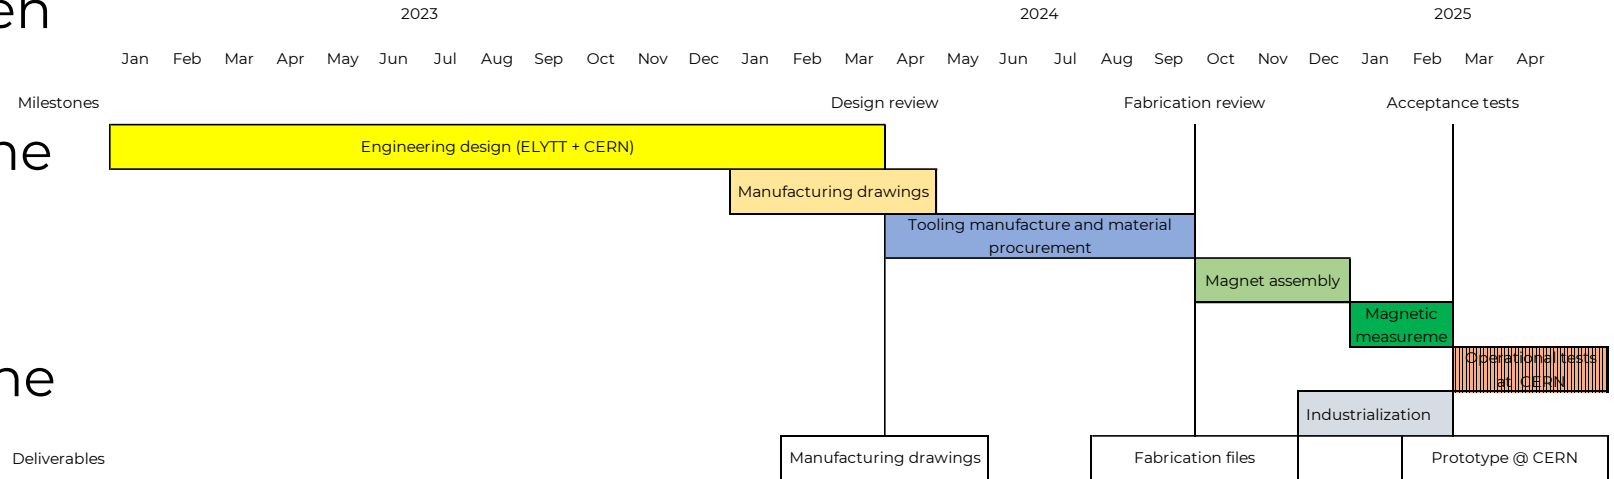 en
2023 2024 2025
Jan Feb Mar Apr May Jun Jul Aug Sep Oct Nov Dec Jan Feb Mar Apr May Jun Jul Aug Sep Oct Nov Dec Jan Feb Mar Apr
Milestones Design review Fabrication review Acceptance tests
ne
Engineering design (ELYTT + CERN)
Manufacturing drawings
Tooling manufacture and material
procurement
Magnet assembly
Magnetic
measureme
Operational tests
at CERN
ne
Industrialization
Deliverables Manufacturing drawings Fabrication files Prototype @ CERN